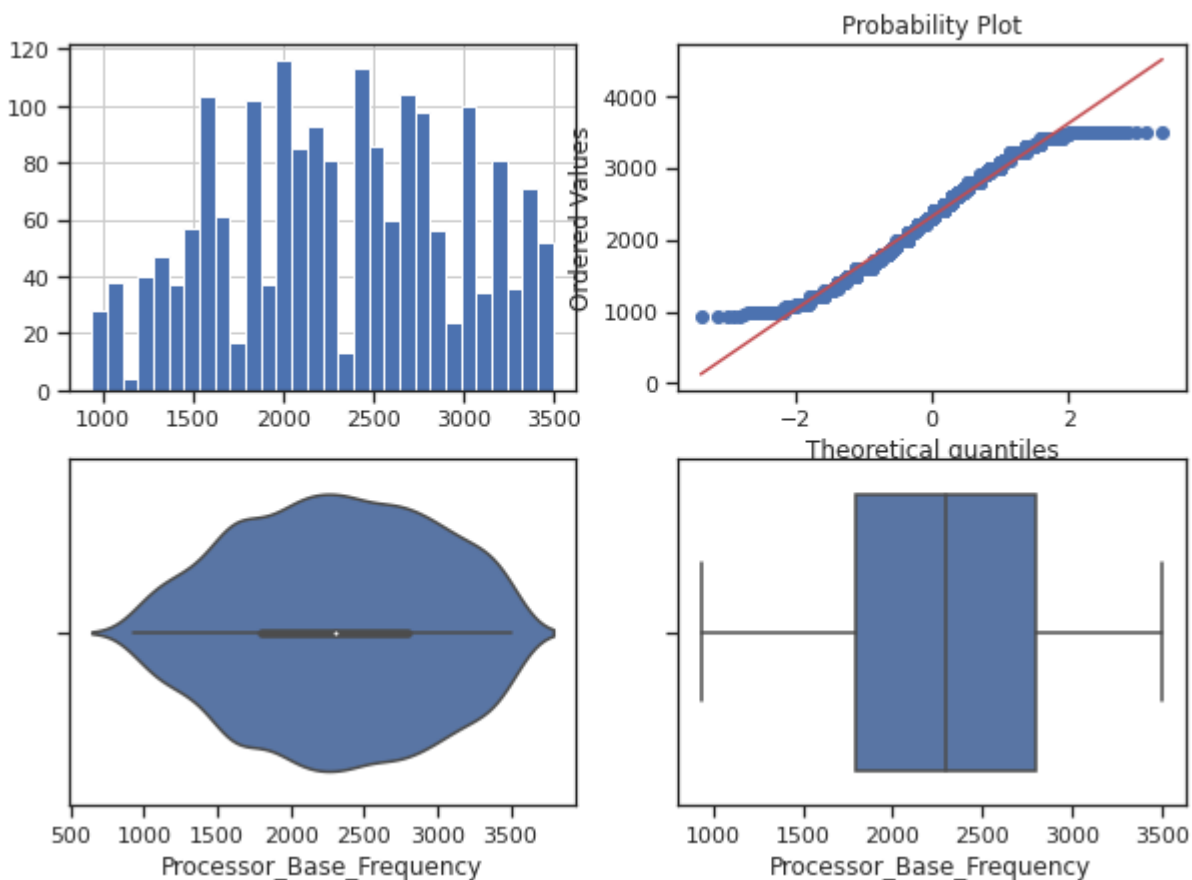 Probability Plot
120
100
80
60
40
20
0
1000 1500 2000 2500 3000 3500
Ordered Values
4000
3000
2000
1000
0
−2 0 2
Theoretical quantiles
500 1000 1500 2000 2500 3000 3500
Processor_Base_Frequency
1000 1500 2000 2500 3000 3500
Processor_Base_Frequency